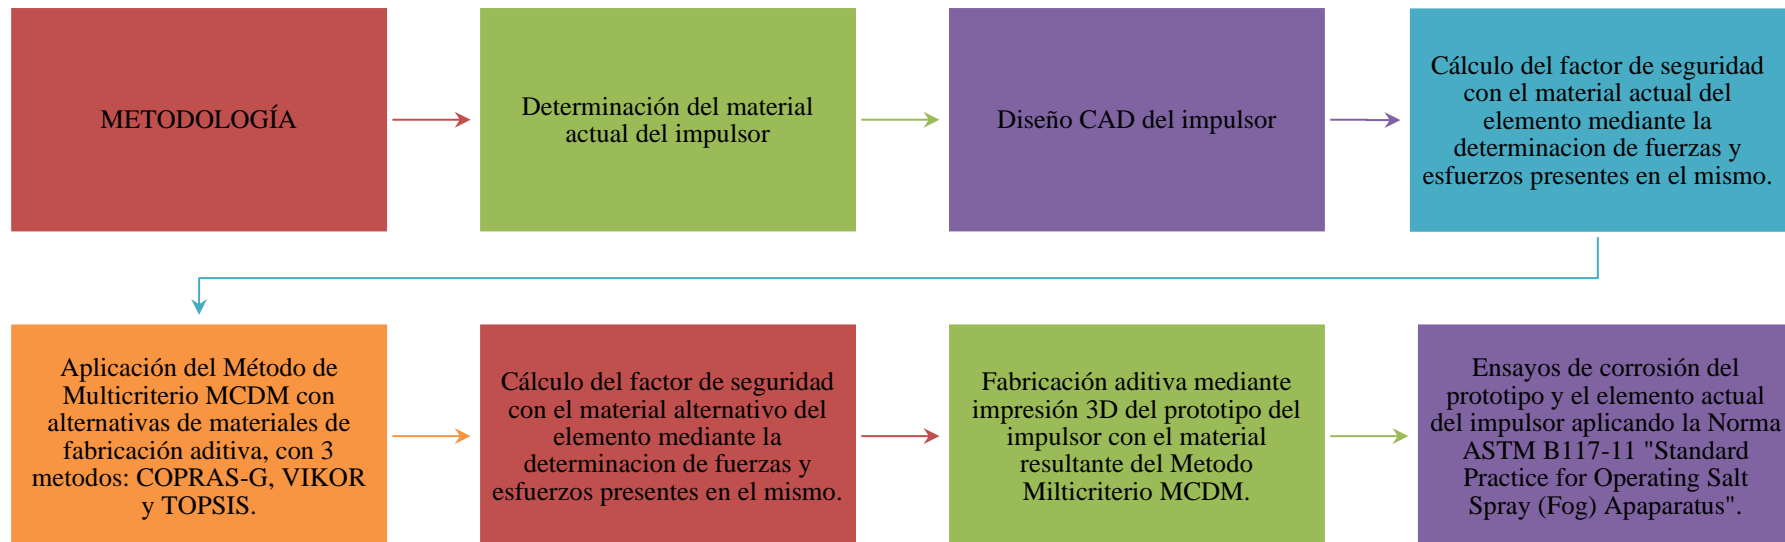 METODOLOGÍA
Determinación del material
actual del impulsor
Diseño CAD del impulsor
Cálculo del factor de seguridad
con el material actual del
elemento mediante la
determinacion de fuerzas y
esfuerzos presentes en el mismo.
Aplicación del Método de
Multicriterio MCDM con
alternativas de materiales de
fabricación aditiva, con 3
metodos: COPRAS-G, VIKOR
y TOPSIS.
Cálculo del factor de seguridad
con el material alternativo del
elemento mediante la
determinacion de fuerzas y
esfuerzos presentes en el mismo.
Fabricación aditiva mediante
impresión 3D del prototipo del
impulsor con el material
resultante del Metodo
Milticriterio MCDM.
Ensayos de corrosión del
prototipo y el elemento actual
del impulsor aplicando la Norma
ASTM B117-11 "Standard
Practice for Operating Salt
Spray (Fog) Apaparatus".